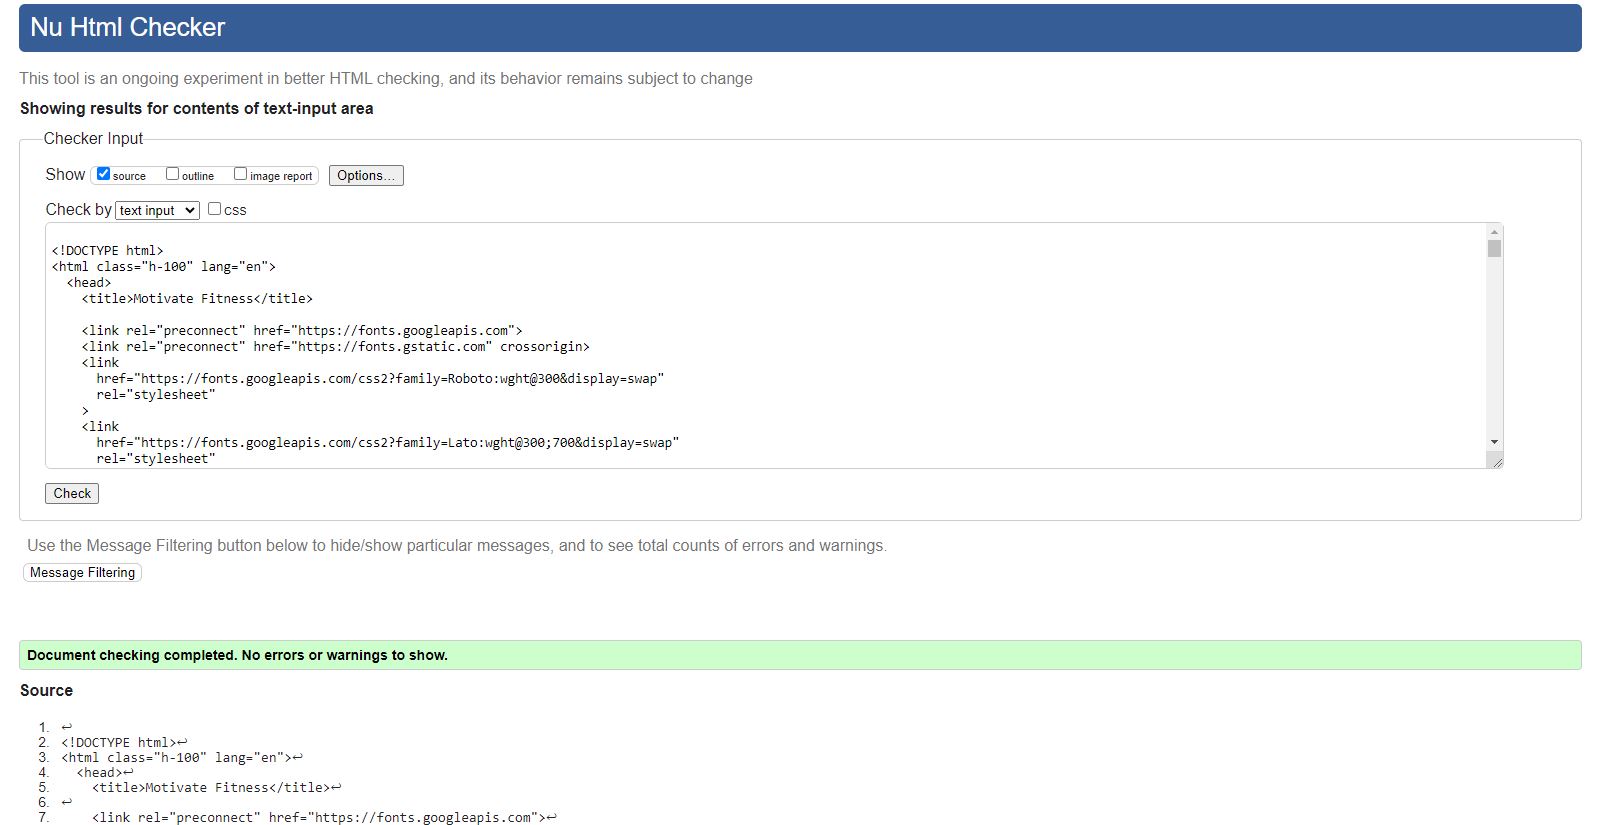 Nu Html Checker
This tool is an ongoing experiment in better HTML checking, and its behavior remains subject to change
Showing results for contents of text-input area
Checker Input
Show source outline image report Options...
Check by text input css
<!DOCTYPE html>
<html class="h-100" lang="en">
  <head>
    <title>Motivate Fitness</title>
    <link rel="preconnect" href="https://fonts.googleapis.com">
    <link rel="preconnect" href="https://fonts.gstatic.com" crossorigin>
    <link
      href="https://fonts.googleapis.com/css2?family=Roboto:wght@300&display=swap"
      rel="stylesheet"
    >
    <link
      href="https://fonts.googleapis.com/css2?family=Lato:wght@300;700&display=swap"
      rel="stylesheet"
Check
Use the Message Filtering button below to hide/show particular messages, and to see total counts of errors and warnings.
Message Filtering
Document checking completed. No errors or warnings to show.
Source
1. ↩
2. <!DOCTYPE html>↩
3. <html class="h-100" lang="en">↩
4.   <head>↩
5.     <title>Motivate Fitness</title>↩
6. ↩
7.     <link rel="preconnect" href="https://fonts.googleapis.com">↩